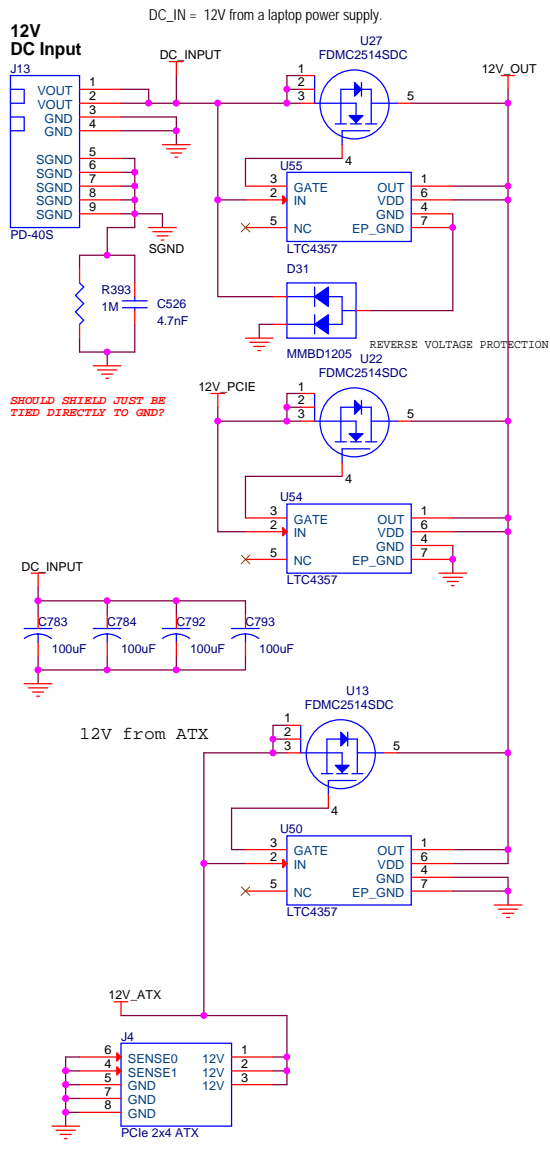 DC_IN = 12V from a laptop power supply.
12V
DC Input
DC_INPUT
U27
FDMC2514SDC
12V_OUT
J13
VOUT 1
VOUT 2
GND 3
GND 4
SGND 5
SGND 6
SGND 7
SGND 8
SGND 9
PD-40S
SGND
1
2
3
5
4
U55
3 GATE OUT 1
2 IN VDD 6
GND 4
5 NC EP_GND 7
LTC4357
D31
MMBD1205
REVERSE VOLTAGE PROTECTION
R393
1M
C526
4.7nF
SHOULD SHIELD JUST BE
TIED DIRECTLY TO GND?
12V_PCIE
U22
FDMC2514SDC
1
2
3
5
4
U54
3 GATE OUT 1
2 IN VDD 6
GND 4
5 NC EP_GND 7
LTC4357
DC_INPUT
C783
100uF
C784
100uF
C792
100uF
C793
100uF
12V from ATX
U13
FDMC2514SDC
1
2
3
5
4
U50
3 GATE OUT 1
2 IN VDD 6
GND 4
5 NC EP_GND 7
LTC4357
12V_ATX
J4
6 SENSE0 12V 1
4 SENSE1 12V 2
5 GND 12V 3
7 GND
8 GND
PCIe 2x4 ATX